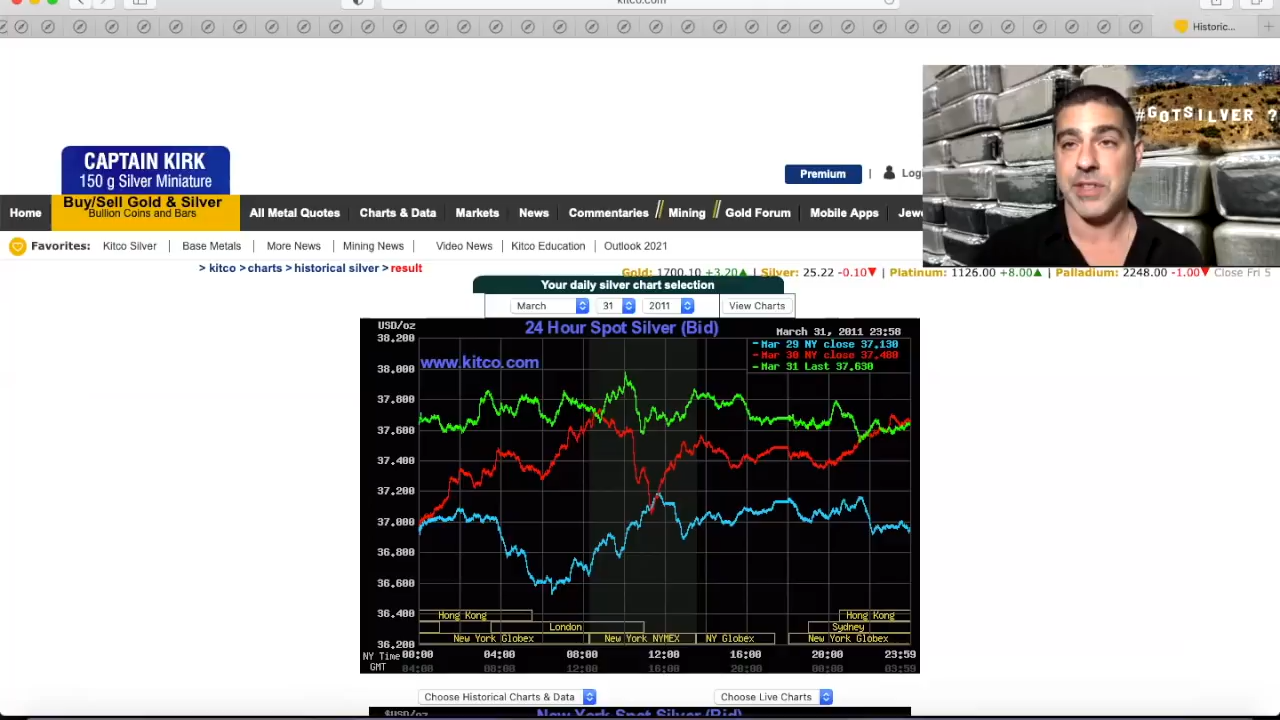 kitco.com
Historic...
#GOTSILVER ?
CAPTAIN KIRK
150 g Silver Miniature
Premium | Log
Home
Buy/Sell Gold & Silver
Bullion Coins and Bars
All Metal Quotes
Charts & Data
Markets
News
Commentaries
Mining
Gold Forum
Mobile Apps
Jew
Favorites: Kitco Silver | Base Metals | More News | Mining News | Video News | Kitco Education | Outlook 2021
> kitco > charts > historical silver > result
Gold: 1700.10 +3.20▲ | Silver: 25.22 -0.10▼ | Platinum: 1126.00 +8.00▲ | Palladium: 2248.00 -1.00▼ Close Fri 5
Your daily silver chart selection
March 31 2011 View Charts
USD/oz
24 Hour Spot Silver (Bid)
March 31, 2011 23:58
www.kitco.com
Mar 29 NY close 37.130
Mar 30 NY close 37.480
Mar 31 Last 37.630
38.200
38.000
37.800
37.600
37.400
37.200
37.000
36.800
36.600
36.400
36.200
Hong Kong Hong Kong
London Sydney
New York Globex New York NYMEX NY Globex New York Globex
NY Time 00:00 04:00 08:00 12:00 16:00 20:00 23:59
GMT 04:00 08:00 12:00 16:00 20:00 00:00 03:59
Choose Historical Charts & Data
Choose Live Charts
$USD/oz
New York Spot Silver (Bid)